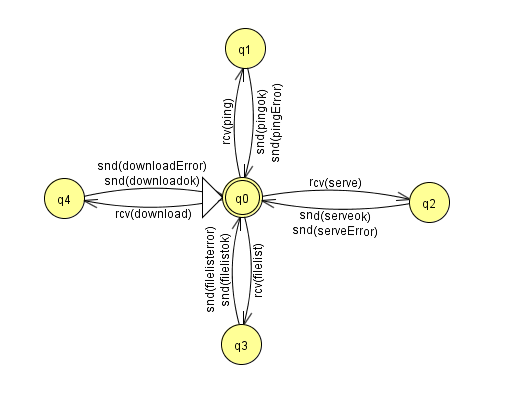 q1
rcv(ping)
snd(pingok)
snd(pingError)
snd(downloadError)
snd(downloadok)
rcv(serve)
q4
q0
q2
rcv(download)
snd(serveok)
snd(serveError)
snd(filelisterror)
snd(filelistok)
rcv(filelist)
q3